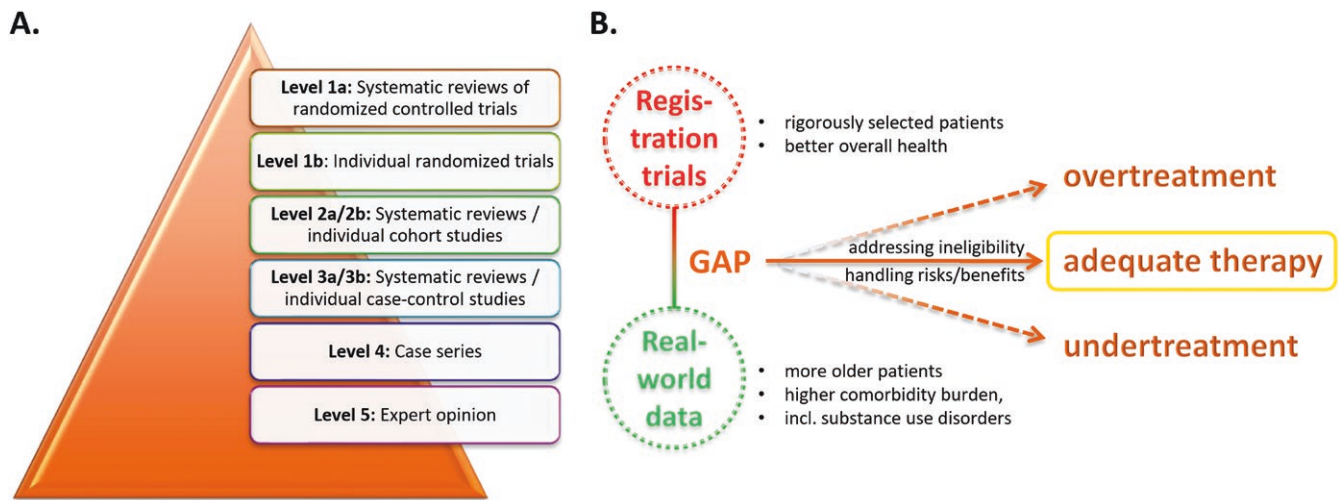 A.
Level 1a: Systematic reviews of
randomized controlled trials
Level 1b: Individual randomized trials
Level 2a/2b: Systematic reviews /
individual cohort studies
Level 3a/3b: Systematic reviews /
individual case-control studies
Level 4: Case series
Level 5: Expert opinion
B.
Regis-
tration
trials
• rigorously selected patients
• better overall health
GAP
addressing ineligibility
handling risks/benefits
overtreatment
adequate therapy
undertreatment
Real-
world
data
• more older patients
• higher comorbidity burden,
• incl. substance use disorders